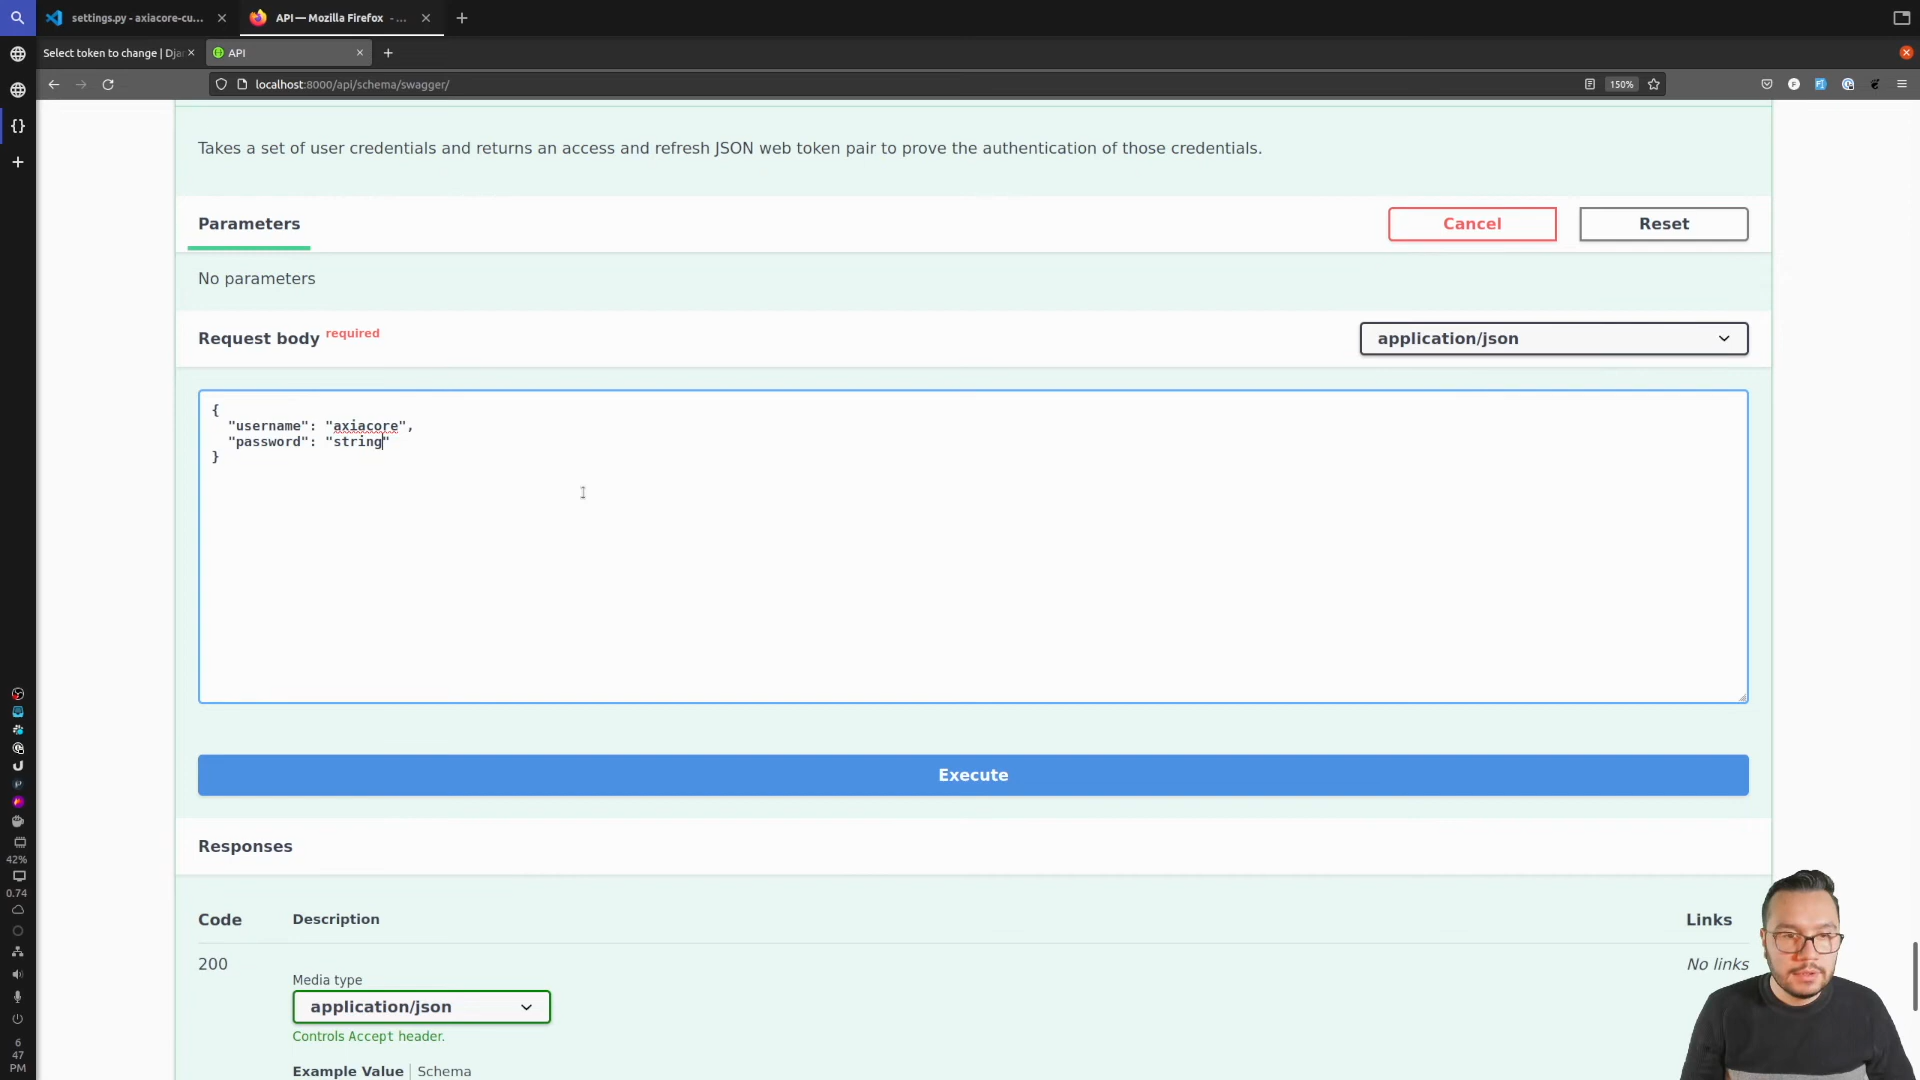 settings.py - axiacore-cu...
API — Mozilla Firefox - ...
Select token to change | Dja
API
localhost:8000/api/schema/swagger/
150%
Takes a set of user credentials and returns an access and refresh JSON web token pair to prove the authentication of those credentials.
Parameters
Cancel
Reset
No parameters
Request body required
application/json
{
"username": "axiacore",
"password": "string"
}
Execute
Responses
Code
Description
Links
200
No links
Media type
application/json
Controls Accept header.
Example Value
Schema
42%
0.74
6
47
PM